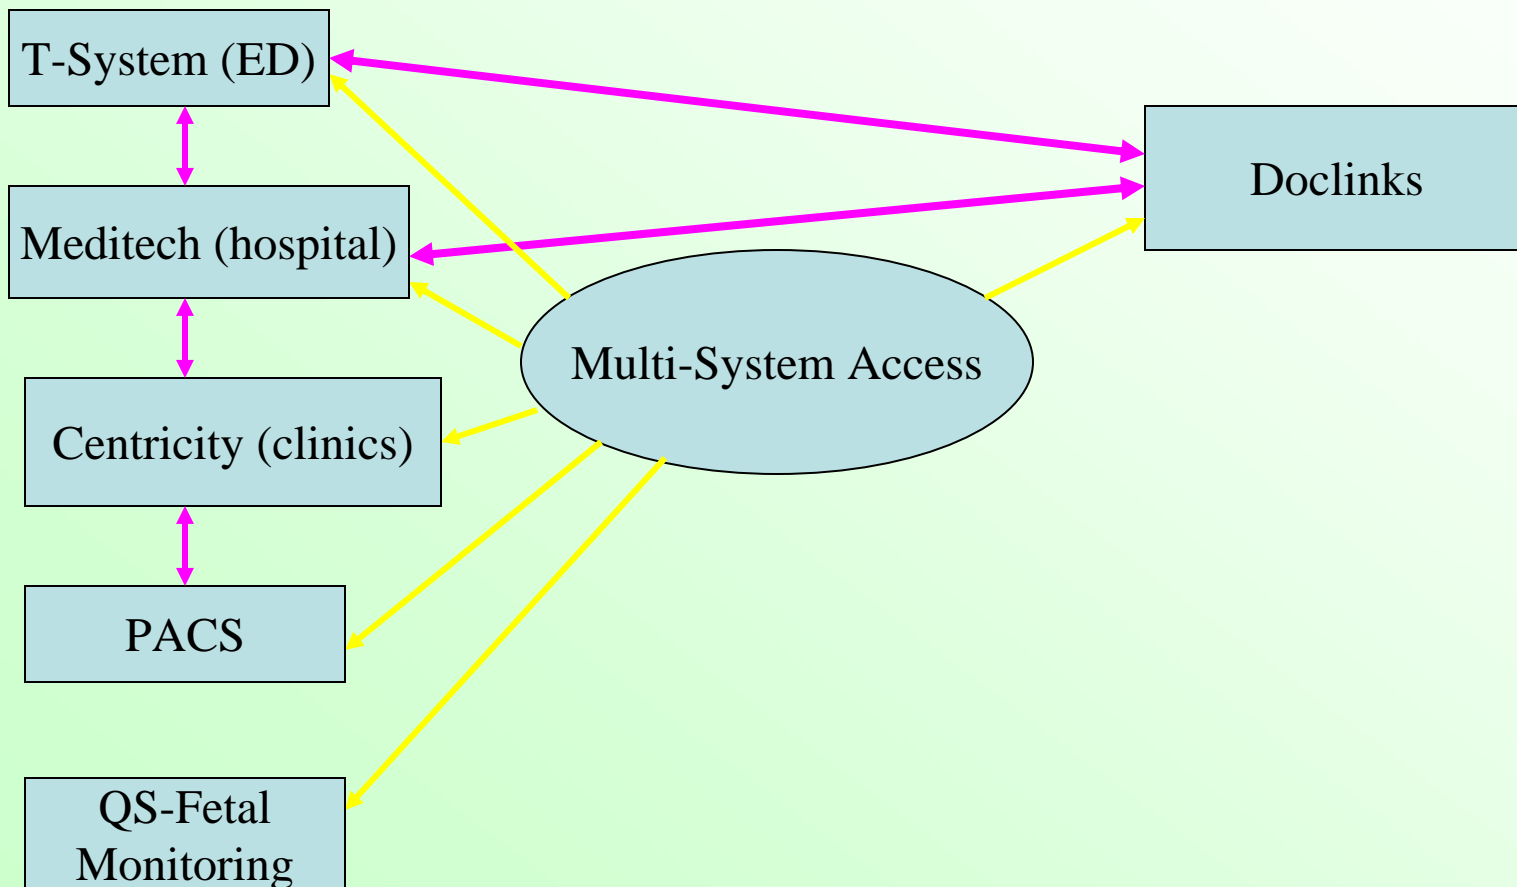 T-System (ED)
Doclinks
Meditech (hospital)
Multi-System Access
Centricity (clinics)
PACS
QS-Fetal
Monitoring